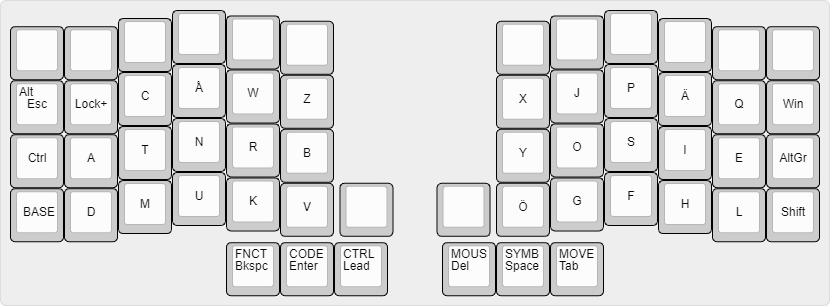 Alt
Esc
Lock+
C
Å
W
Z
X
J
P
Ä
Q
Win
Ctrl
A
T
N
R
B
Y
O
S
I
E
AltGr
BASE
D
M
U
K
V
Ö
G
F
H
L
Shift
FNCT
Bkspc
CODE
Enter
CTRL
Lead
MOUS
Del
SYMB
Space
MOVE
Tab